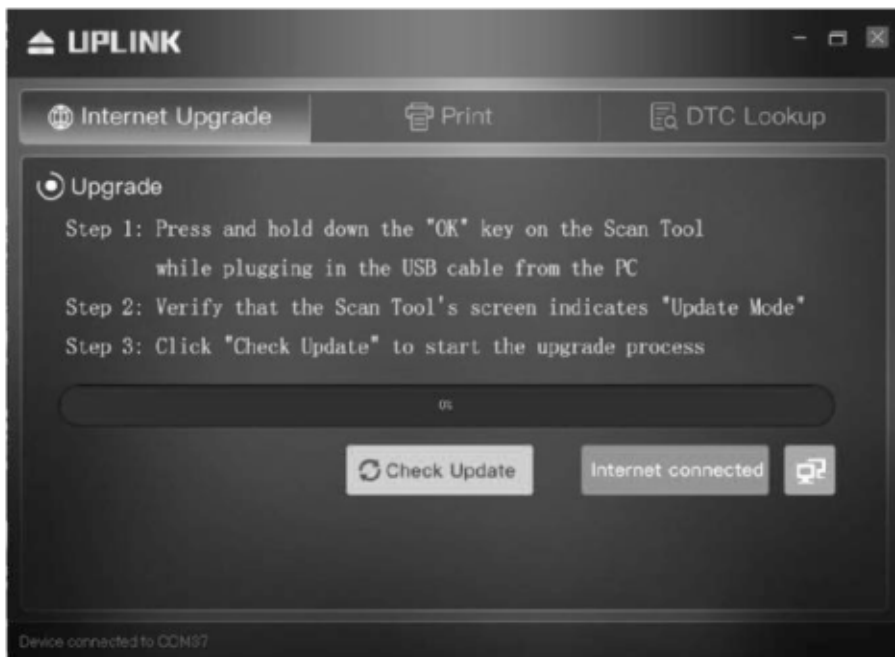 UPLINK
Internet Upgrade
Print
DTC Lookup
Upgrade
Step 1: Press and hold down the "OK" key on the Scan Tool
while plugging in the USB cable from the PC
Step 2: Verify that the Scan Tool's screen indicates "Update Mode"
Step 3: Click "Check Update" to start the upgrade process
0%
Check Update
Internet connected
Device connected to COM37